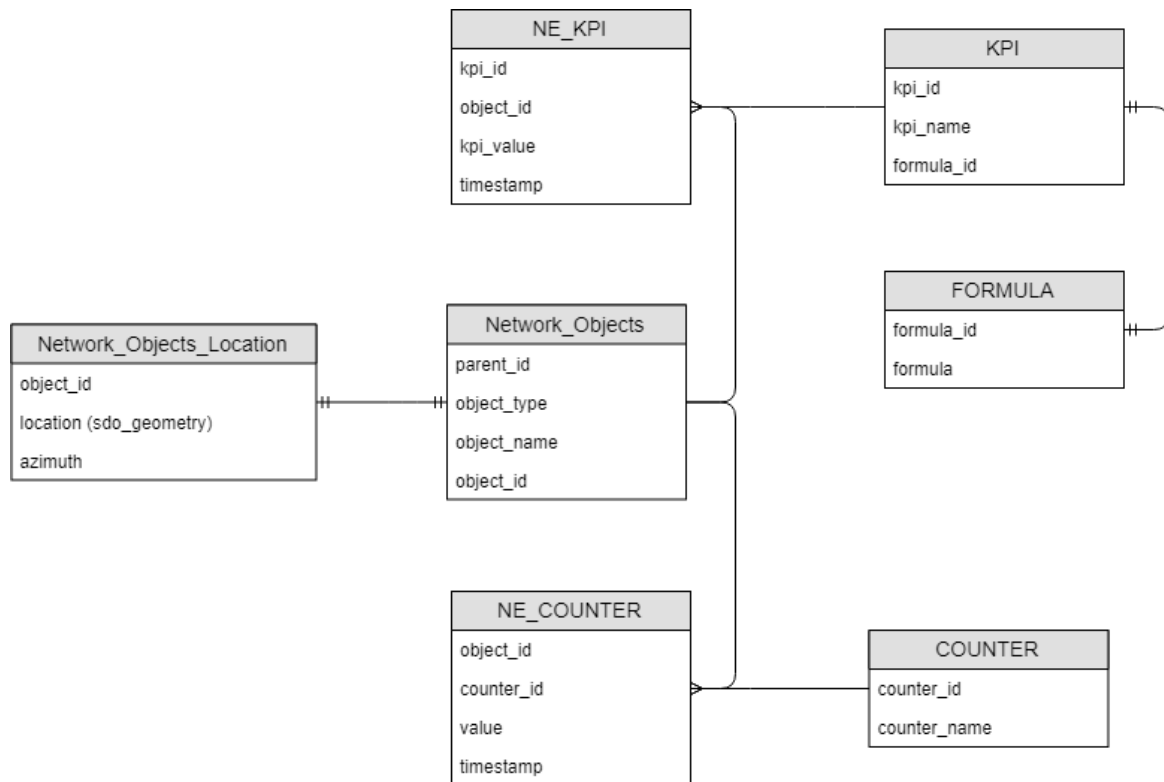 NE_KPI
kpi_id
object_id
kpi_value
timestamp
KPI
kpi_id
kpi_name
formula_id
FORMULA
formula_id
formula
Network_Objects_Location
object_id
location (sdo_geometry)
azimuth
Network_Objects
parent_id
object_type
object_name
object_id
NE_COUNTER
object_id
counter_id
value
timestamp
COUNTER
counter_id
counter_name